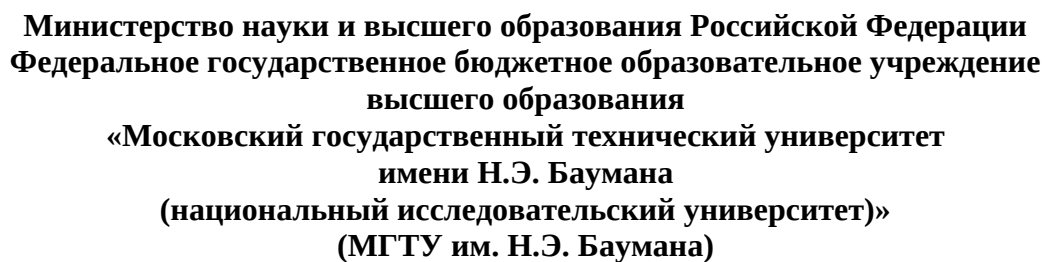 Министерство науки и высшего образования Российской Федерации
Федеральное государственное бюджетное образовательное учреждение
высшего образования
«Московский государственный технический университет
имени Н.Э. Баумана
(национальный исследовательский университет)»
(МГТУ им. Н.Э. Баумана)